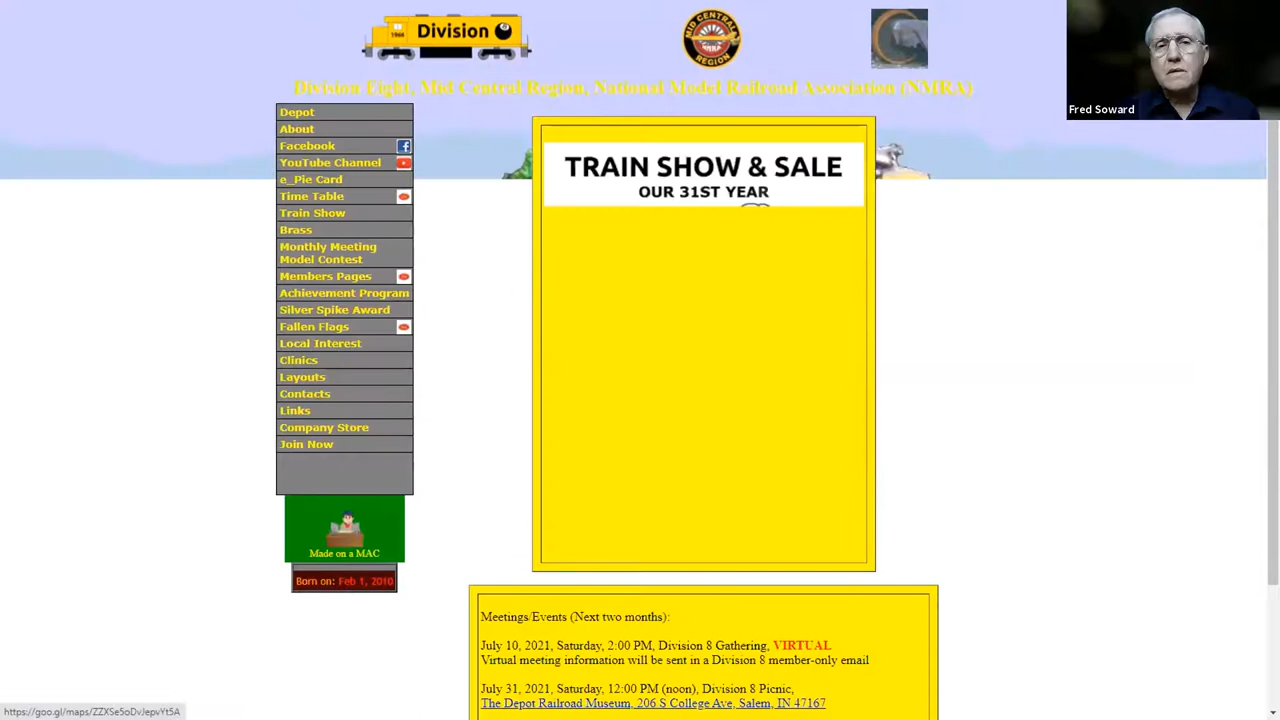 1966 Division 8
MID CENTRAL
NMRA
REGION
Fred Soward
Division Eight, Mid Central Region, National Model Railroad Association (NMRA)
Depot
About
Facebook
YouTube Channel
e_Pie Card
Time Table
Train Show
Brass
Monthly Meeting
Model Contest
Members Pages
Achievement Program
Silver Spike Award
Fallen Flags
Local Interest
Clinics
Layouts
Contacts
Links
Company Store
Join Now
Made on a MAC
Born on: Feb 1, 2010
TRAIN SHOW & SALE
OUR 31ST YEAR
Meetings/Events (Next two months):
July 10, 2021, Saturday, 2:00 PM, Division 8 Gathering, VIRTUAL
Virtual meeting information will be sent in a Division 8 member-only email
July 31, 2021, Saturday, 12:00 PM (noon), Division 8 Picnic,
The Depot Railroad Museum, 206 S College Ave, Salem, IN 47167
https://goo.gl/maps/ZZXSe5oDvJepvYt5A